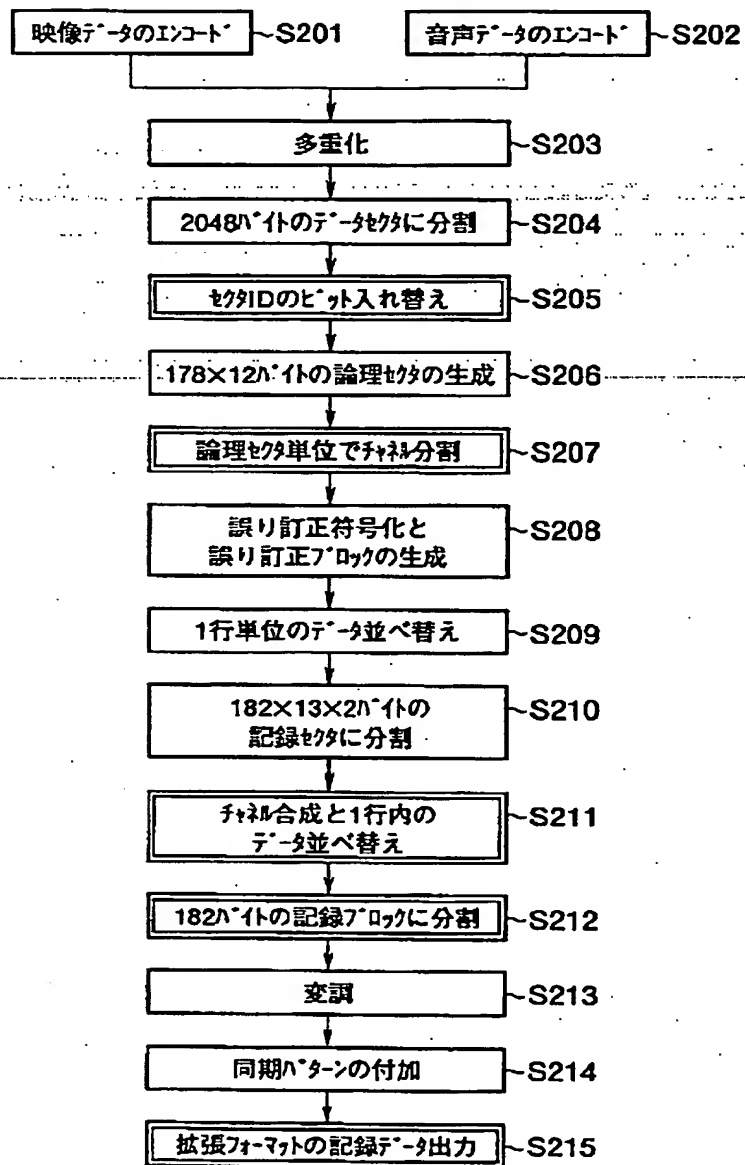 映像ﾃﾞｰﾀのｴﾝｺｰﾄﾞ ~S201
音声ﾃﾞｰﾀのｴﾝｺｰﾄﾞ ~S202
多重化 ~S203
2048ﾊﾞｲﾄのﾃﾞｰﾀｾｸﾀに分割 ~S204
ｾｸﾀIDのﾋﾞｯﾄ入れ替え ~S205
178×12ﾊﾞｲﾄの論理ｾｸﾀの生成 ~S206
論理ｾｸﾀ単位でﾁｬﾈﾙ分割 ~S207
誤り訂正符号化と ~S208
誤り訂正ﾌﾞﾛｯｸの生成
1行単位のﾃﾞｰﾀ並べ替え ~S209
182×13×2ﾊﾞｲﾄの ~S210
記録ｾｸﾀに分割
ﾁｬﾈﾙ合成と1行内の ~S211
ﾃﾞｰﾀ並べ替え
182ﾊﾞｲﾄの記録ﾌﾞﾛｯｸに分割 ~S212
変調 ~S213
同期ﾊﾟﾀｰﾝの付加 ~S214
拡張ﾌｫｰﾏｯﾄの記録ﾃﾞｰﾀ出力 ~S215